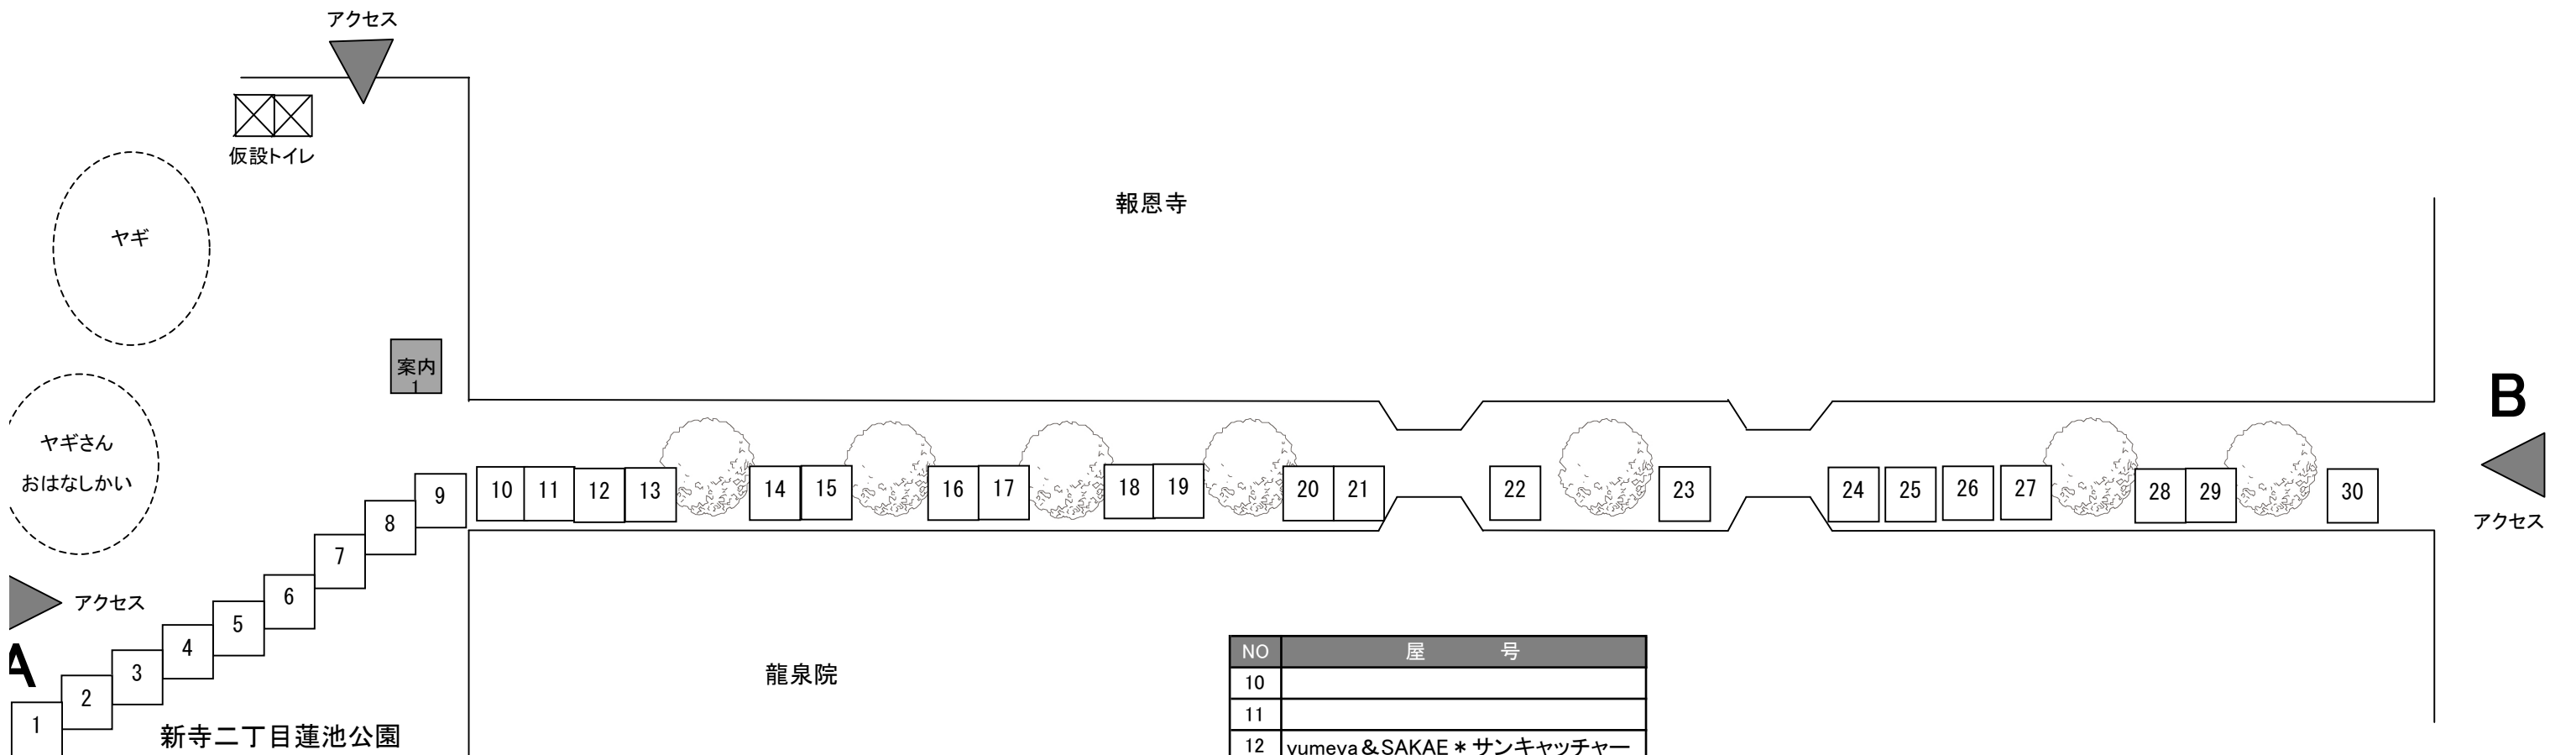 アクセス
仮設トイレ
報恩寺
ヤギ
案内
1
B
ヤギさん
おはなしかい
9 10 11 12 13 14 15 16 17 18 19 20 21 22 23 24 25 26 27 28 29 30
アクセス
8
7
6
アクセス
5
4
A
3
2
1
新寺二丁目蓮池公園
龍泉院
NO 屋 号
10
11
12 yumeya&SAKAE*サンキャッチャー